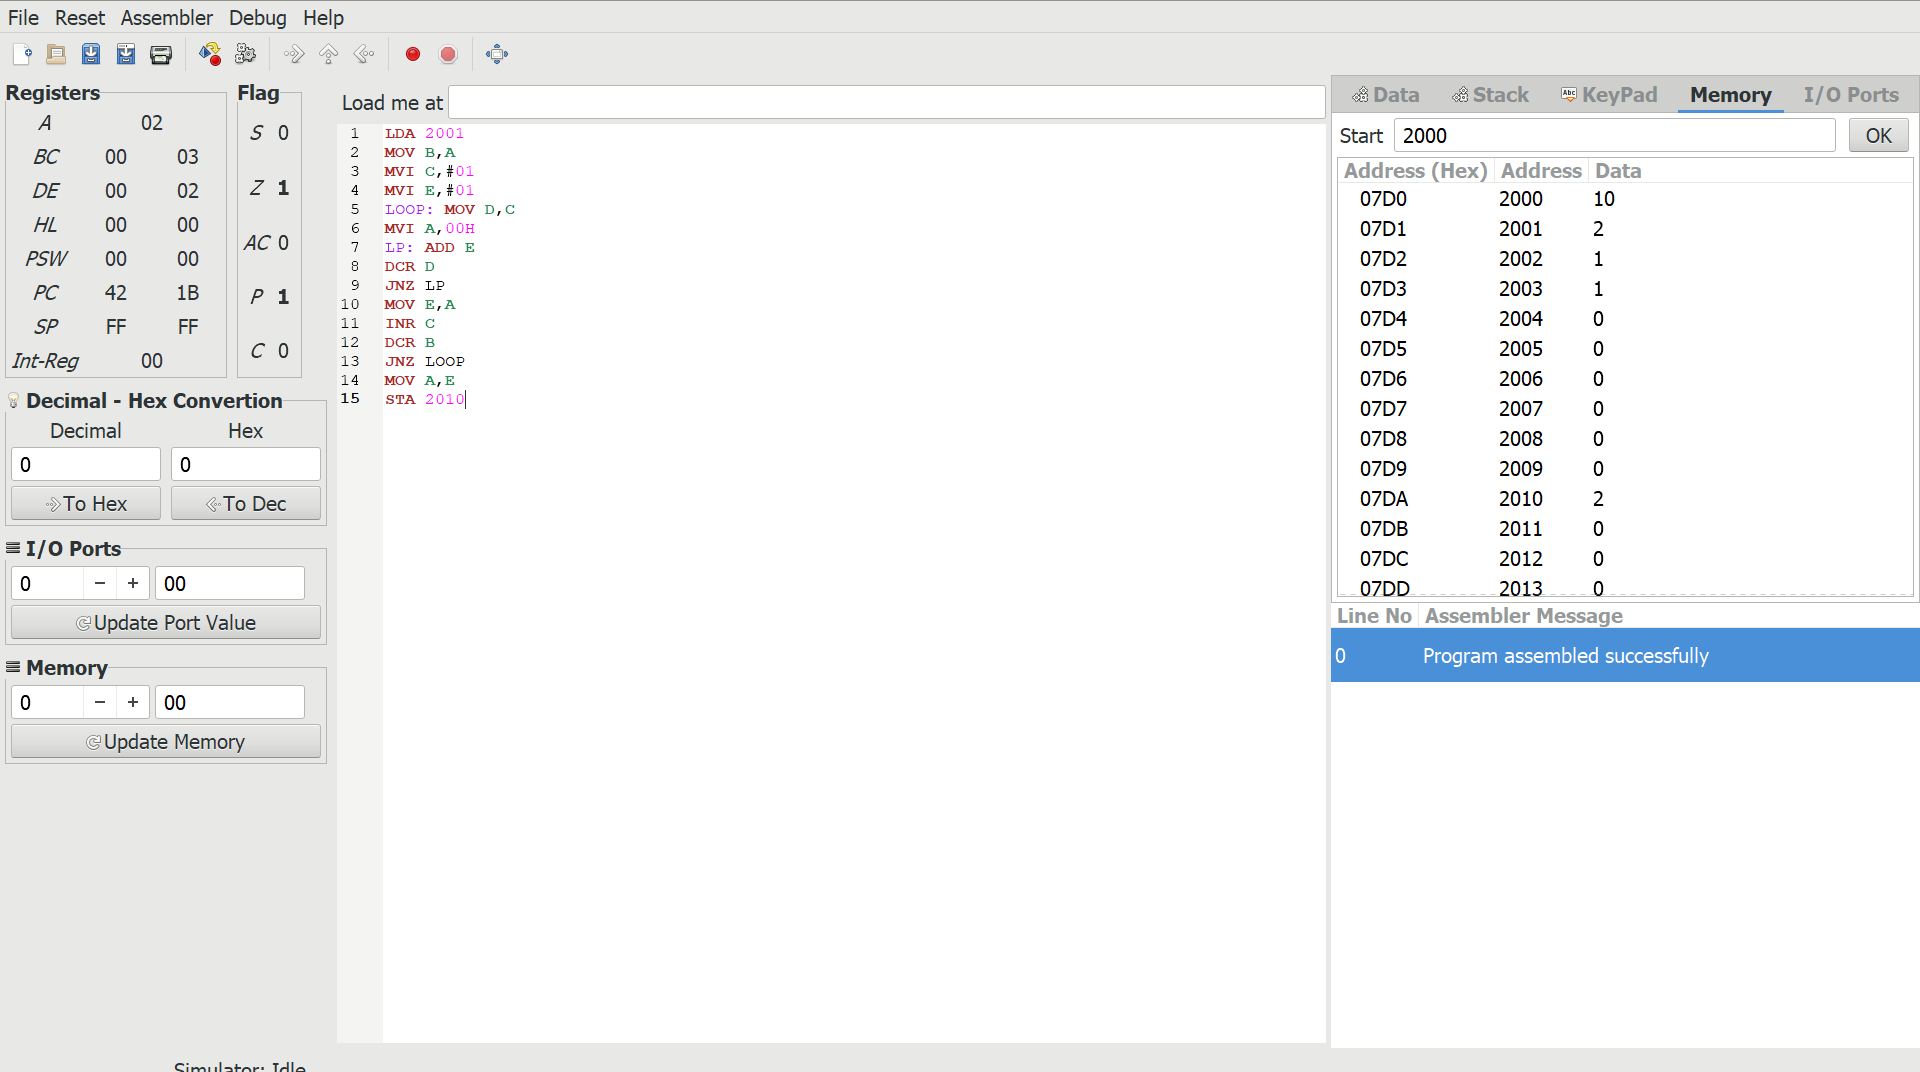 File Reset Assembler Debug Help
Registers
A 02
BC 00 03
DE 00 02
HL 00 00
PSW 00 00
PC 42 1B
SP FF FF
Int-Reg 00
Flag
S 0
Z 1
AC 0
P 1
C 0
Decimal - Hex Convertion
Decimal Hex
0 0
To Hex To Dec
I/O Ports
0 − + 00
Update Port Value
Memory
0 − + 00
Update Memory
Simulator: Idle
Load me at
1 LDA 2001
2 MOV B,A
3 MVI C,#01
4 MVI E,#01
5 LOOP: MOV D,C
6 MVI A,00H
7 LP: ADD E
8 DCR D
9 JNZ LP
10 MOV E,A
11 INR C
12 DCR B
13 JNZ LOOP
14 MOV A,E
15 STA 2010
Data Stack Abc KeyPad Memory I/O Ports
Start 2000 OK
Address (Hex) Address Data
07D0 2000 10
07D1 2001 2
07D2 2002 1
07D3 2003 1
07D4 2004 0
07D5 2005 0
07D6 2006 0
07D7 2007 0
07D8 2008 0
07D9 2009 0
07DA 2010 2
07DB 2011 0
07DC 2012 0
07DD 2013 0
Line No Assembler Message
0 Program assembled successfully